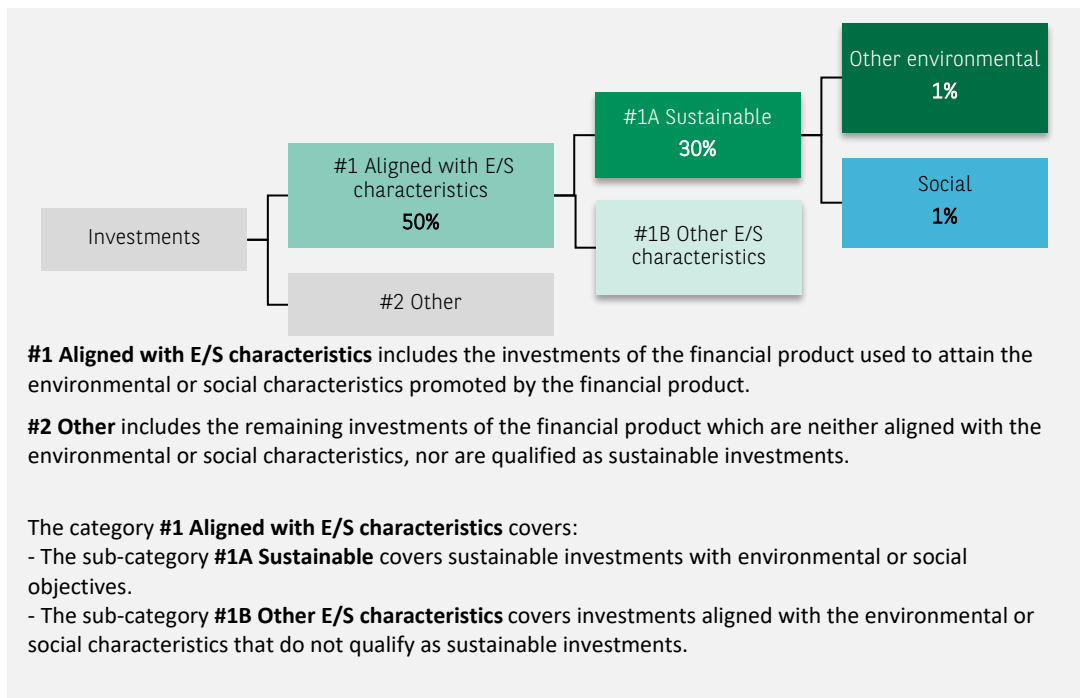 Investments
#1 Aligned with E/S
characteristics
50%
#2 Other
#1A Sustainable
30%
#1B Other E/S
characteristics
Other environmental
1%
Social
1%
#1 Aligned with E/S characteristics includes the investments of the financial product used to attain the
environmental or social characteristics promoted by the financial product.
#2 Other includes the remaining investments of the financial product which are neither aligned with the
environmental or social characteristics, nor are qualified as sustainable investments.
The category #1 Aligned with E/S characteristics covers:
- The sub-category #1A Sustainable covers sustainable investments with environmental or social
objectives.
- The sub-category #1B Other E/S characteristics covers investments aligned with the environmental or
social characteristics that do not qualify as sustainable investments.